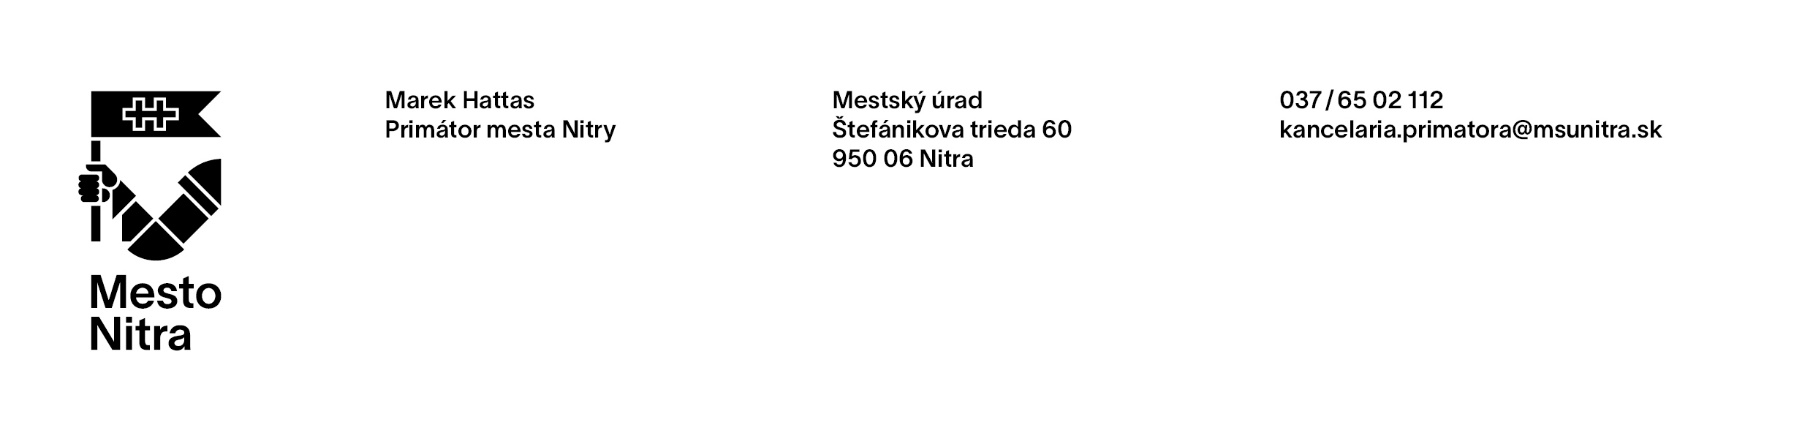 Mesto
Nitra
Marek Hattas
Primátor mesta Nitry
Mestský úrad
Štefánikova trieda 60
950 06 Nitra
037 / 65 02 112
kancelaria.primatora@msunitra.sk